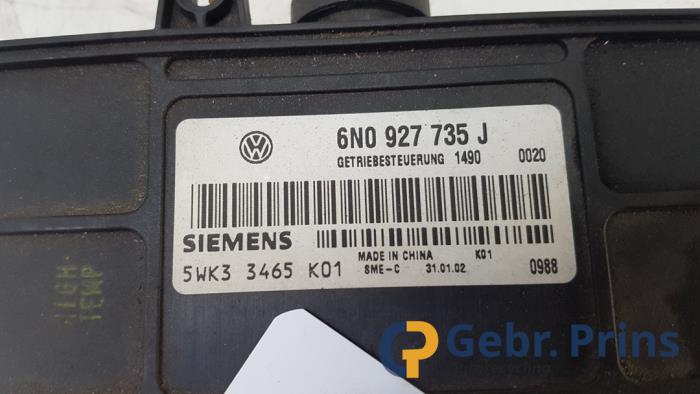 6N0 927 735 J
GETRIEBESTEUERUNG 1490 0020
SIEMENS
MADE IN CHINA K01
5WK3 3465 K01 SME-C 31.01.02 0988
HIGH
TEMP
Gebr. Prins